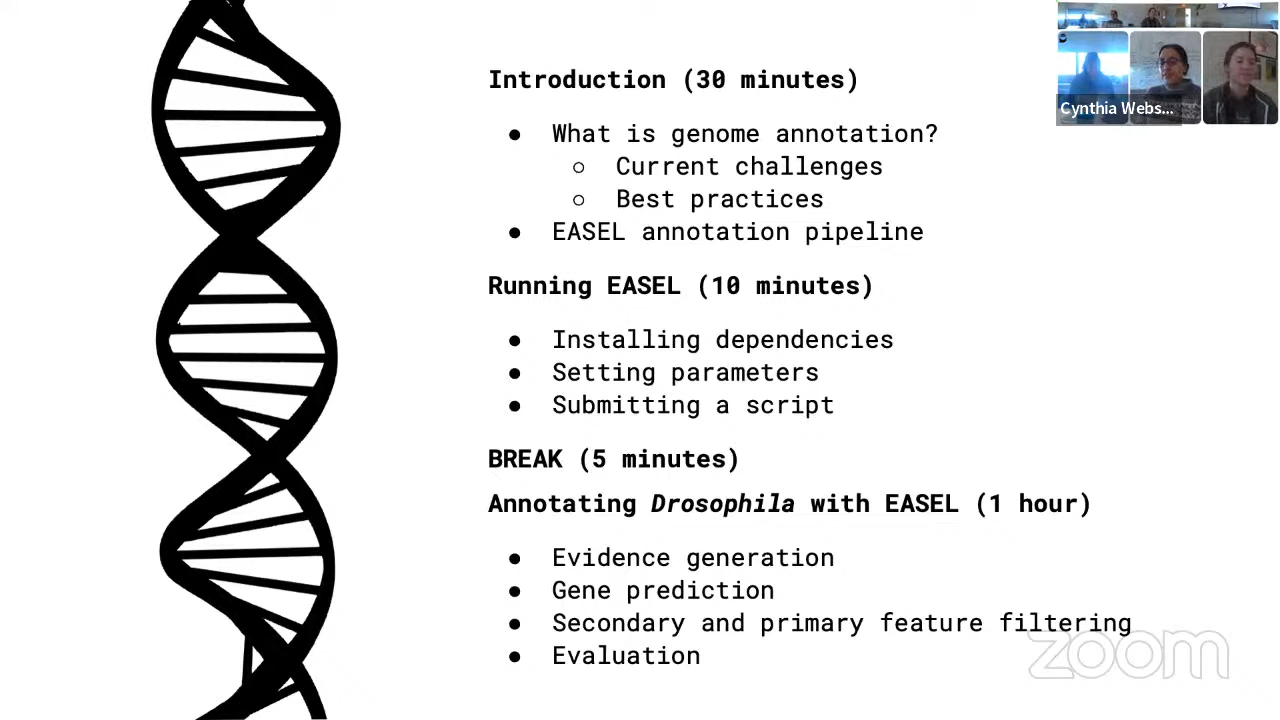 Introduction (30 minutes)
● What is genome annotation?
○ Current challenges
○ Best practices
● EASEL annotation pipeline
Running EASEL (10 minutes)
● Installing dependencies
● Setting parameters
● Submitting a script
BREAK (5 minutes)
Annotating Drosophila with EASEL (1 hour)
● Evidence generation
● Gene prediction
● Secondary and primary feature filtering
● Evaluation
Cynthia Webs...
zoom